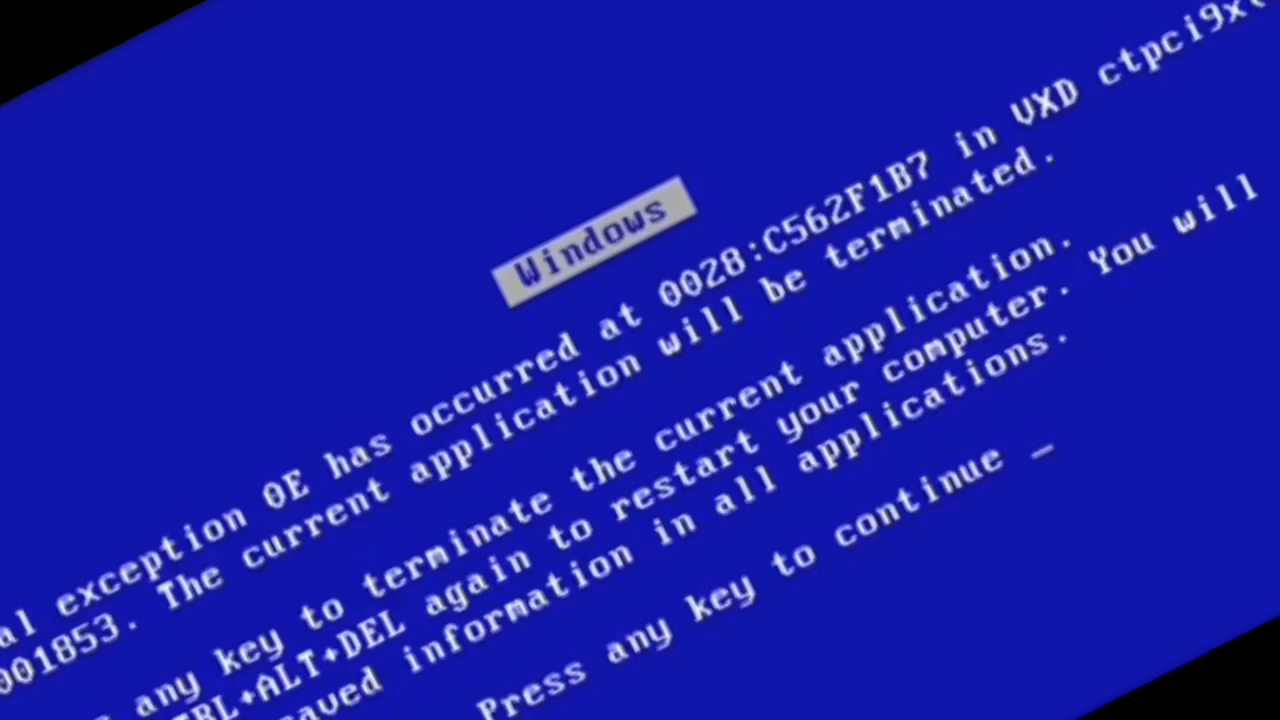 Windows
al exception 0E has occurred at 0028:C562F1B7 in VXD ctpci9x(
001853. The current application will be terminated.
any key to terminate the current application.
TRL+ALT+DEL again to restart your computer. You will
saved information in all applications.
Press any key to continue _